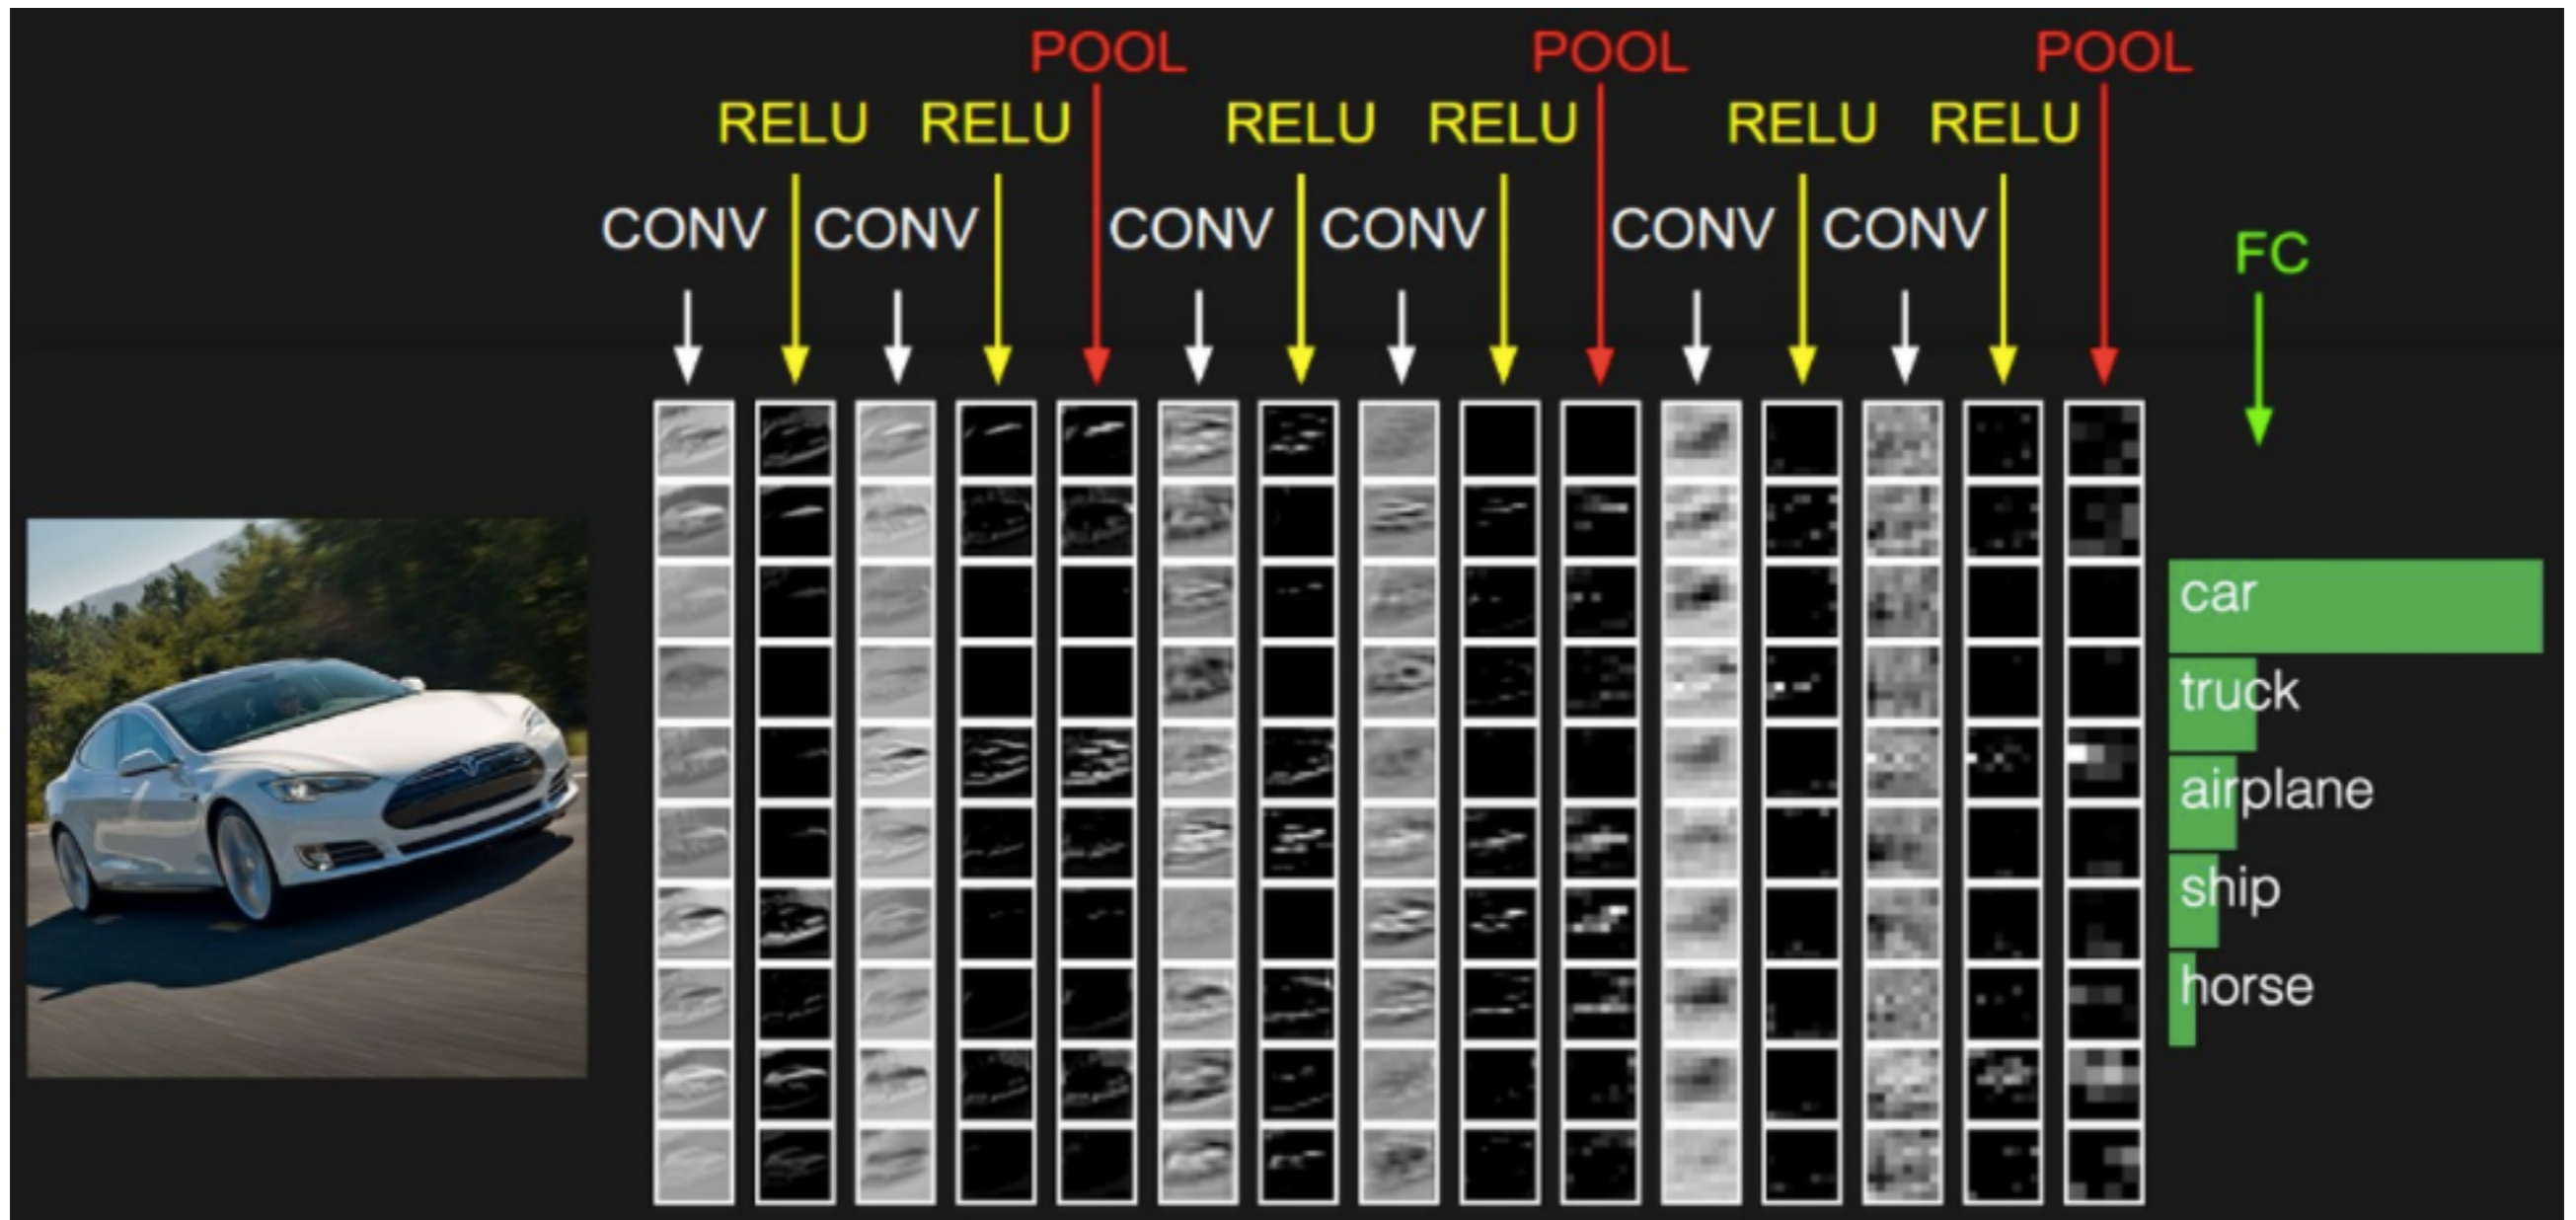 POOL POOL POOL
RELU RELU RELU RELU RELU RELU
CONV CONV CONV CONV CONV CONV
FC
car
truck
airplane
ship
horse